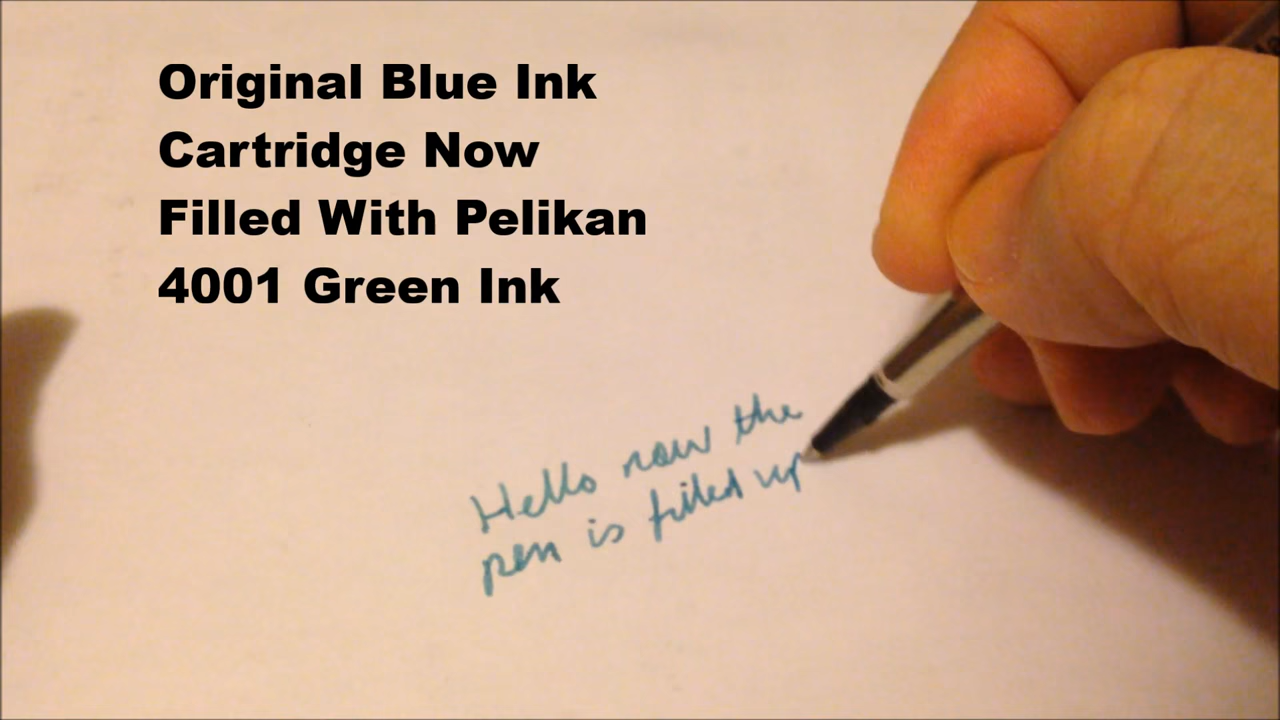 Original Blue Ink
Cartridge Now
Filled With Pelikan
4001 Green Ink
Hello now the
pen is filled up